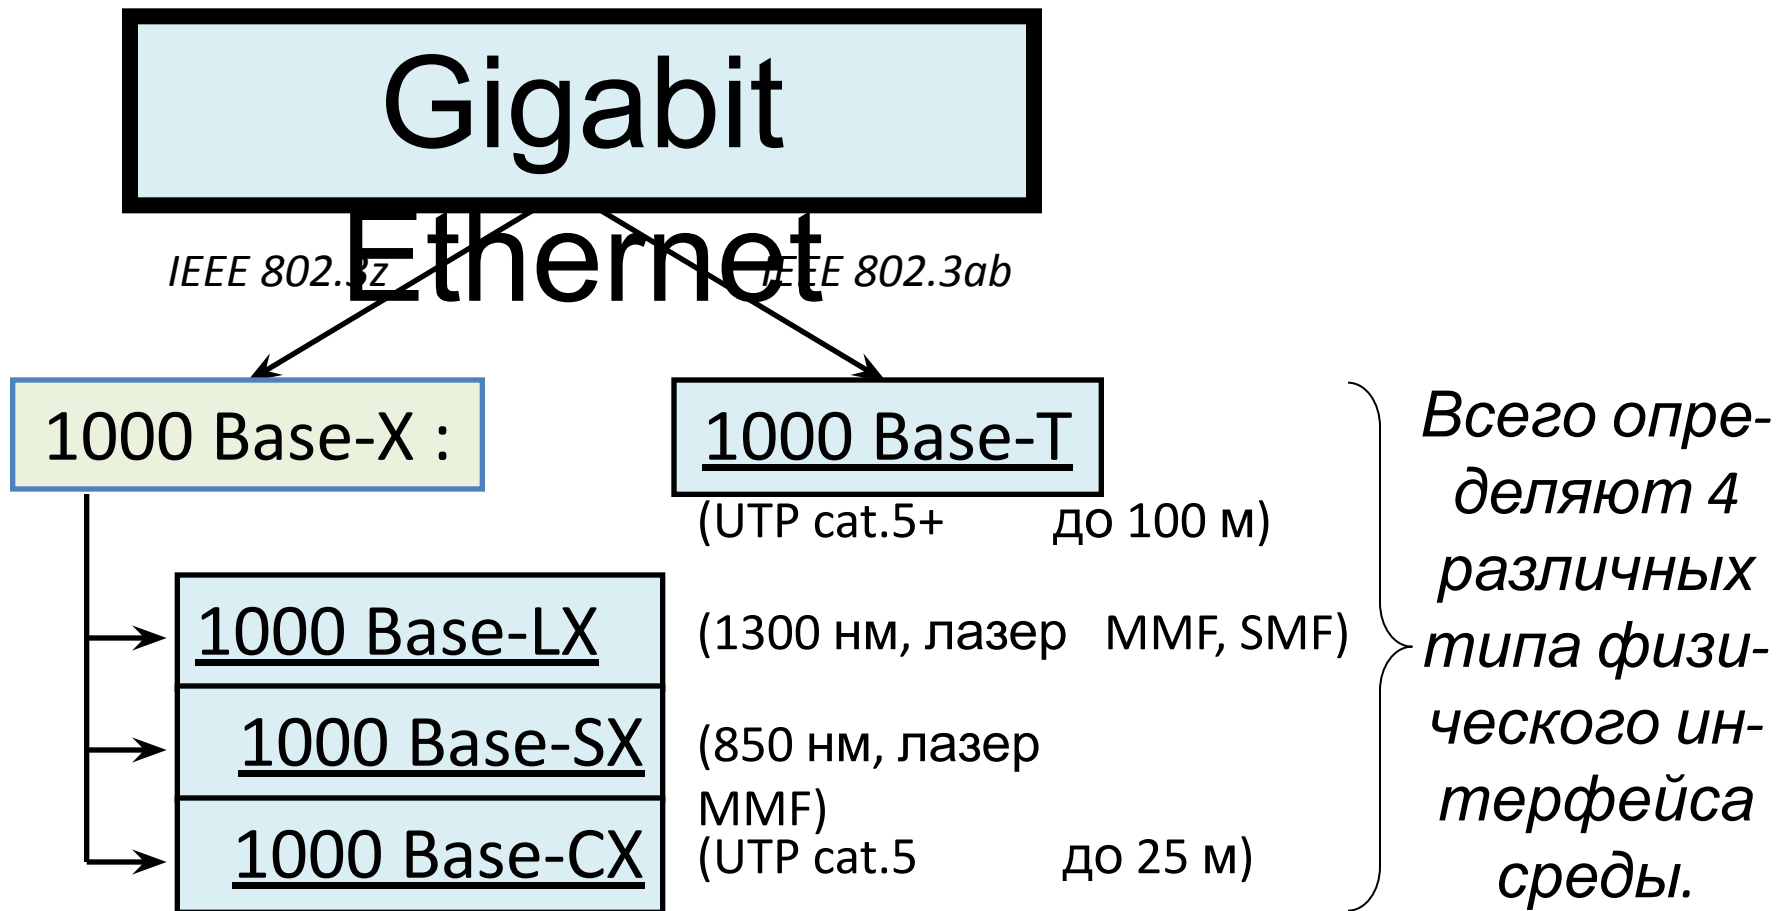 Gigabit
Ethernet
IEEE 802.3z
IEEE 802.3ab
1000 Base-X :
1000 Base-T
(UTP cat.5+ до 100 м)
1000 Base-LX
(1300 нм, лазер MMF, SMF)
1000 Base-SX
(850 нм, лазер
MMF)
1000 Base-CX
(UTP cat.5 до 25 м)
Всего опре-
деляют 4
различных
типа физи-
ческого ин-
терфейса
среды.